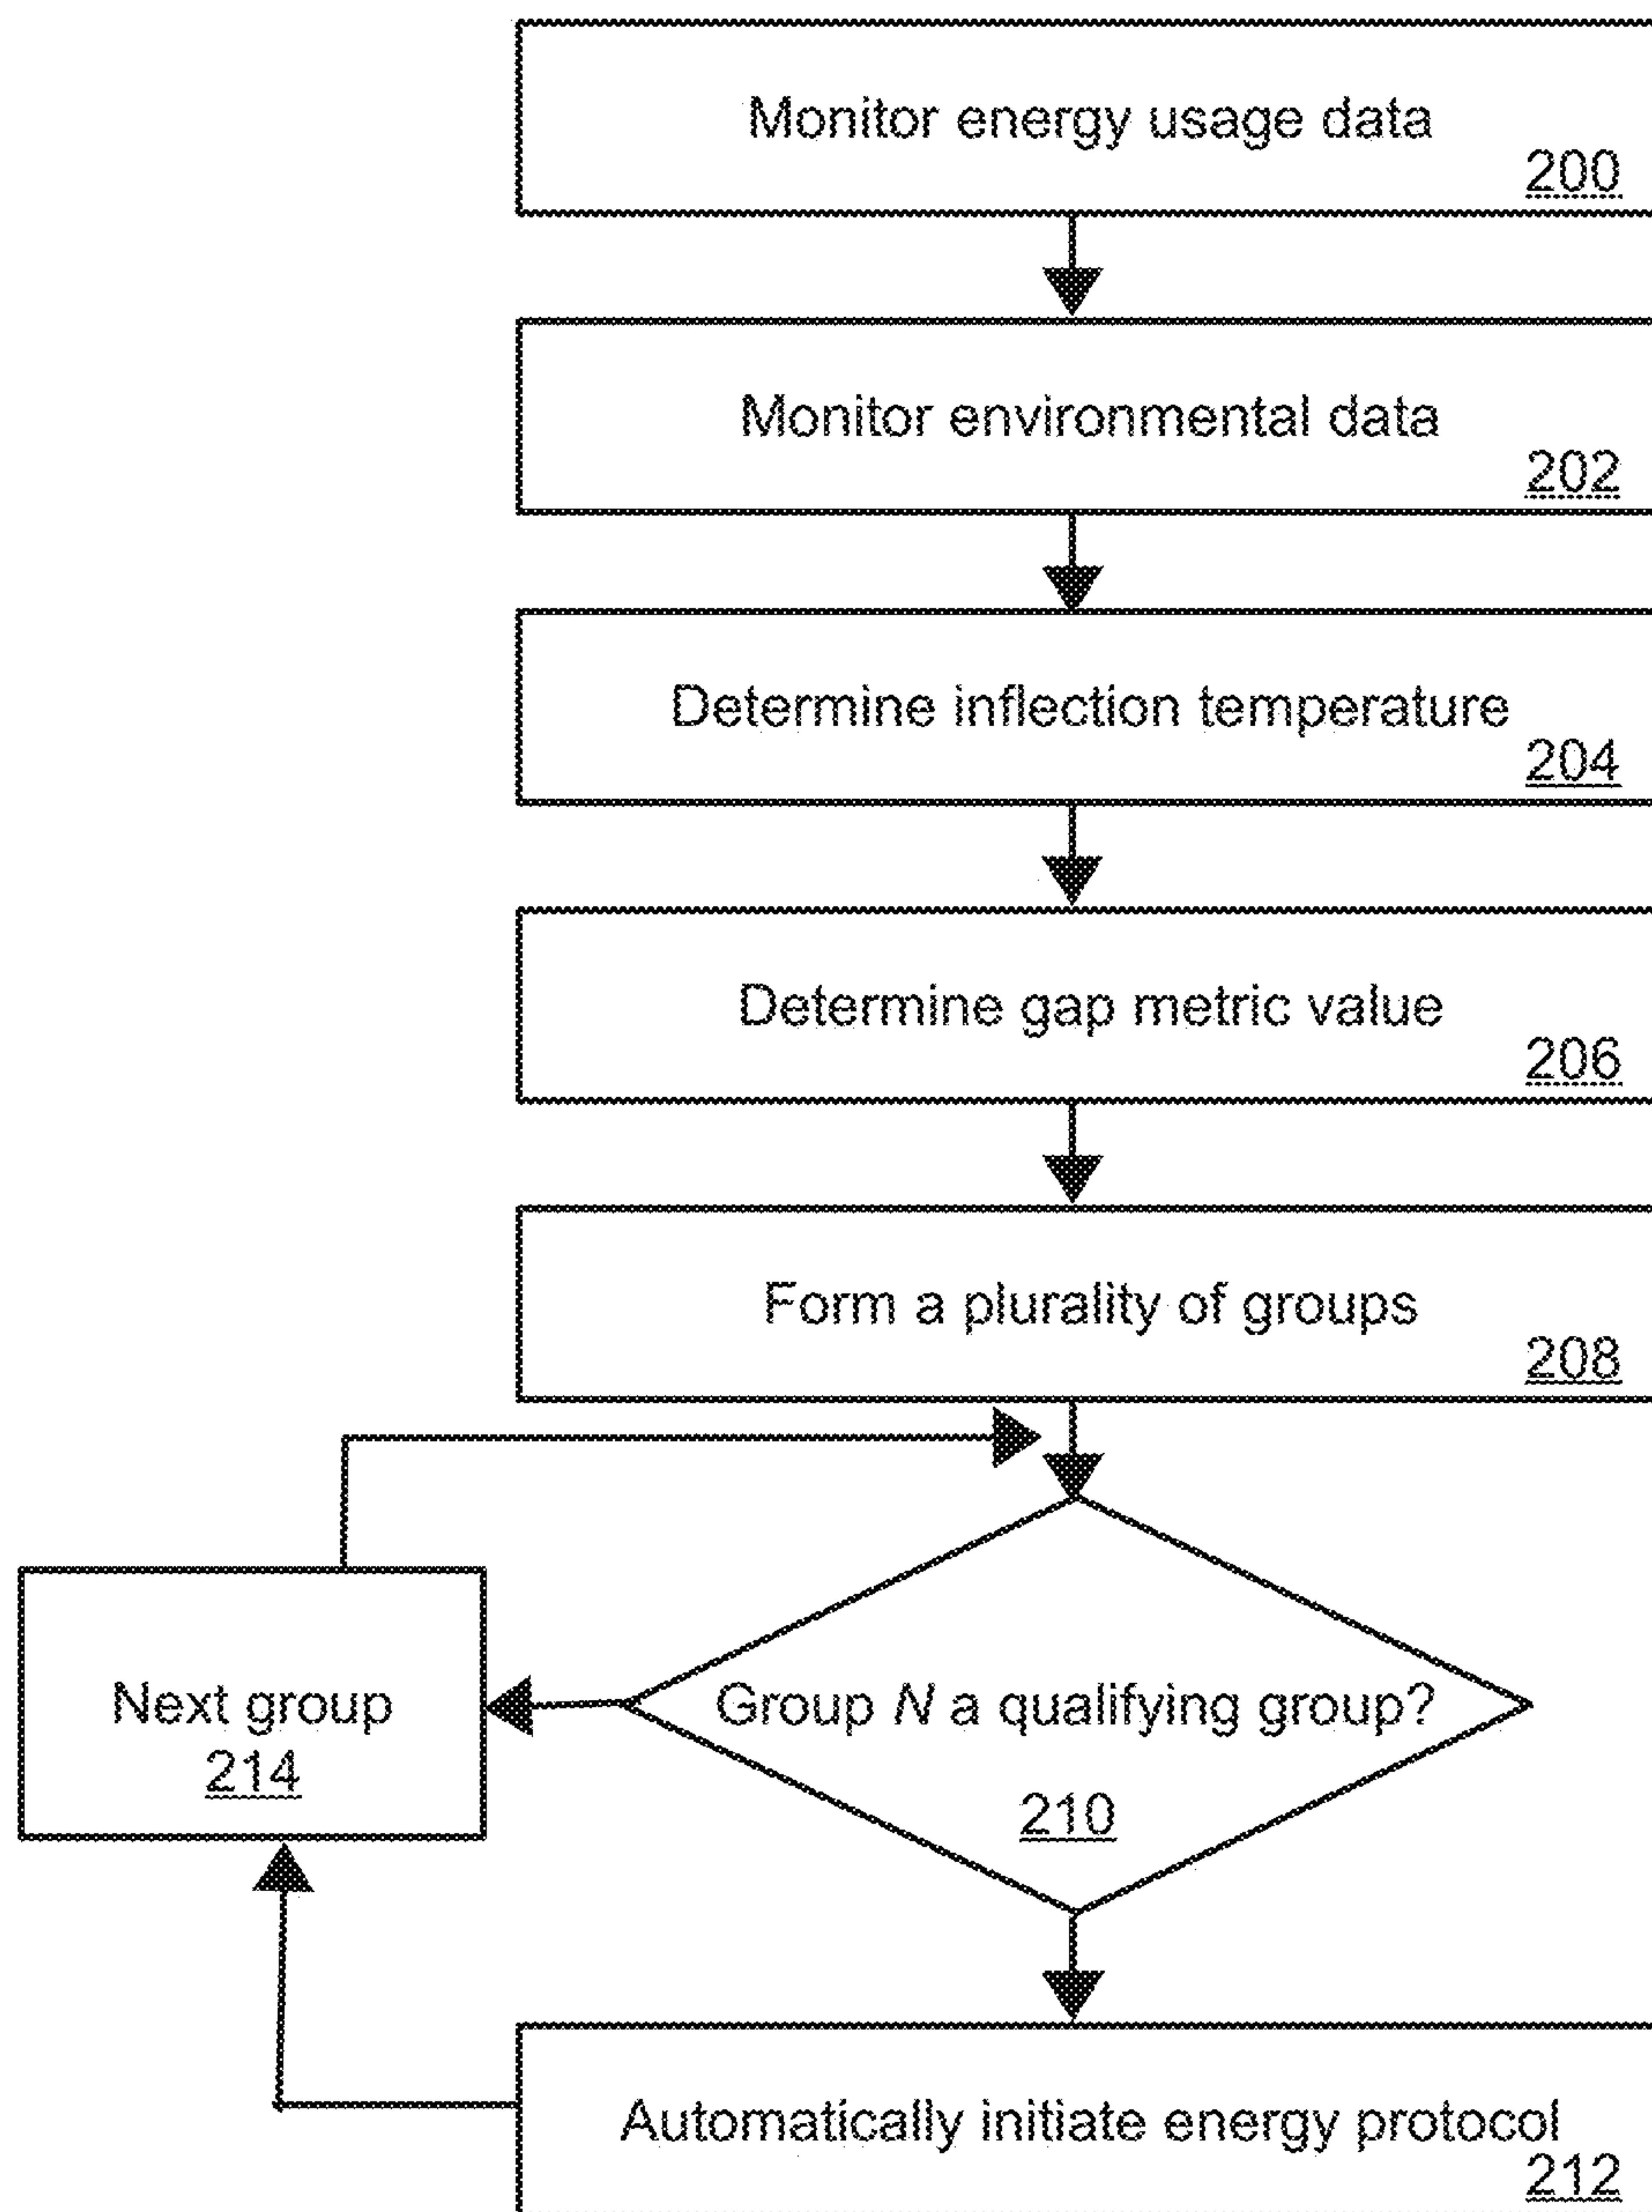 Monitor energy usage data
200
Monitor environmental data
202
Determine inflection temperature
204
Determine gap metric value
206
Form a plurality of groups
208
Group N a qualifying group?
210
Next group
214
Automatically initiate energy protocol
212